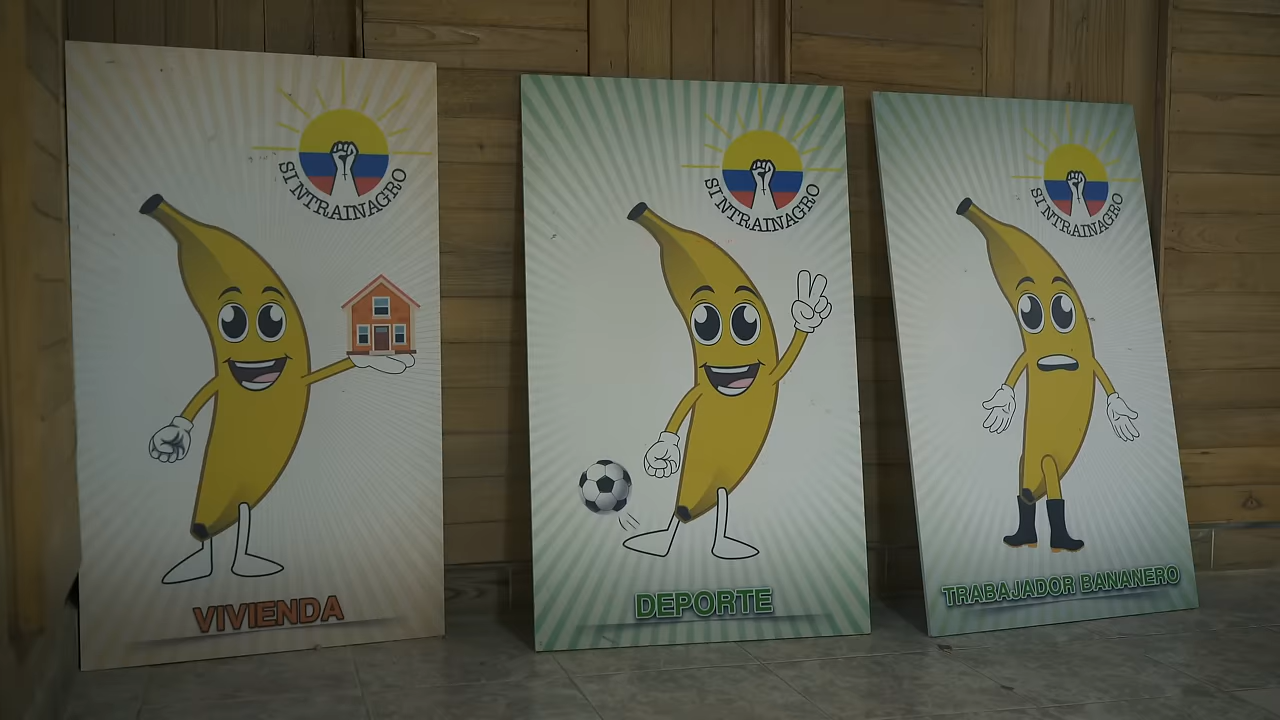 SINTRAINAGRO
VIVIENDA
SINTRAINAGRO
DEPORTE
SINTRAINAGRO
TRABAJADOR BANANERO